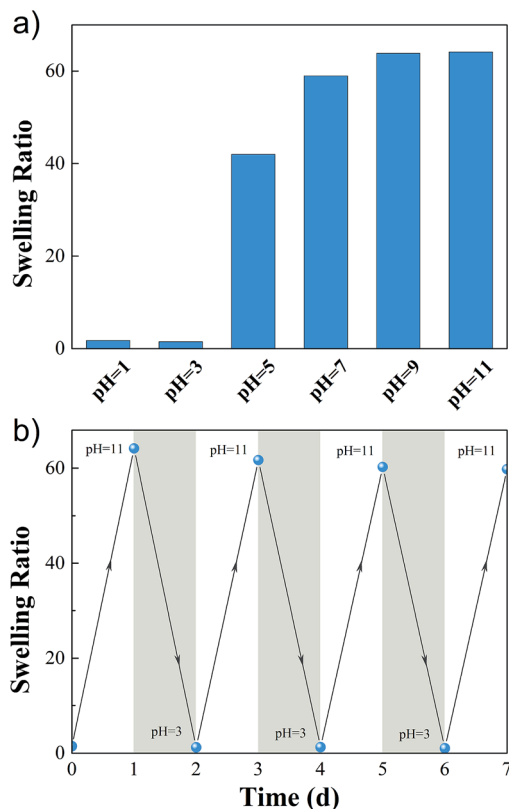 a)
60
40
20
0
Swelling Ratio
pH=1 pH=3 pH=5 pH=7 pH=9 pH=11
b)
pH=11 pH=11 pH=11 pH=11
60
40
20
0
Swelling Ratio
pH=3 pH=3 pH=3
0 1 2 3 4 5 6 7
Time (d)